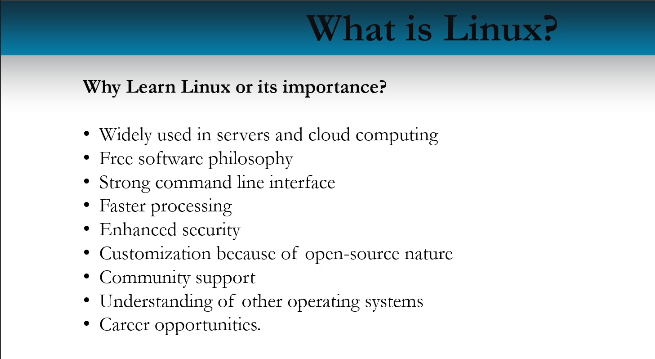 What is Linux?
Why Learn Linux or its importance?
• Widely used in servers and cloud computing
• Free software philosophy
• Strong command line interface
• Faster processing
• Enhanced security
• Customization because of open-source nature
• Community support
• Understanding of other operating systems
• Career opportunities.